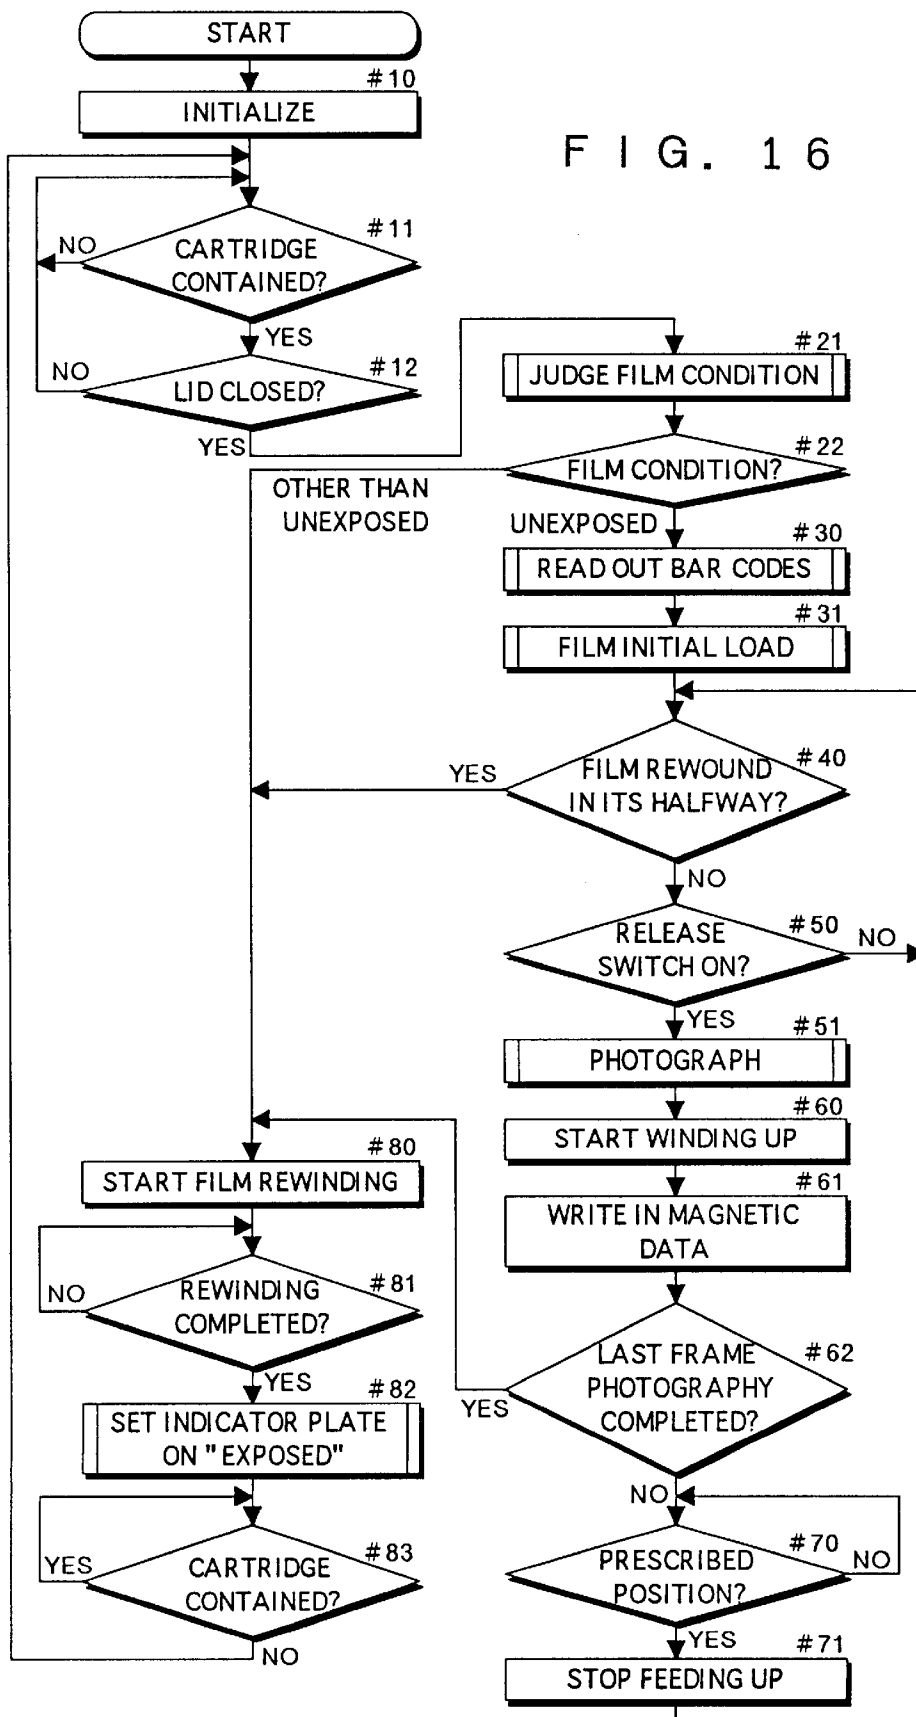 START
#10
INITIALIZE
FIG. 16
#11
CARTRIDGE
CONTAINED?
NO
YES
#12
LID CLOSED?
NO
YES
#21
JUDGE FILM CONDITION
#22
FILM CONDITION?
OTHER THAN
UNEXPOSED
UNEXPOSED
#30
READ OUT BAR CODES
#31
FILM INITIAL LOAD
#40
FILM REWOUND
IN ITS HALFWAY?
YES
NO
#50
RELEASE
SWITCH ON?
NO
YES
#51
PHOTOGRAPH
#60
START WINDING UP
#61
WRITE IN MAGNETIC
DATA
#62
LAST FRAME
PHOTOGRAPHY
COMPLETED?
YES
NO
#70
PRESCRIBED
POSITION?
NO
YES
#71
STOP FEEDING UP
#80
START FILM REWINDING
#81
REWINDING
COMPLETED?
NO
YES
#82
SET INDICATOR PLATE
ON "EXPOSED"
#83
CARTRIDGE
CONTAINED?
YES
NO